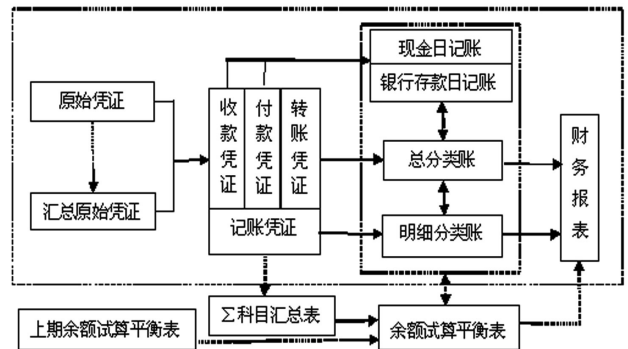 现金日记账
银行存款日记账
原始凭证
收款凭证
付款凭证
转账凭证
总分类账
财务报表
汇总原始凭证
记账凭证
明细分类账
Σ科目汇总表
上期余额试算平衡表
余额试算平衡表